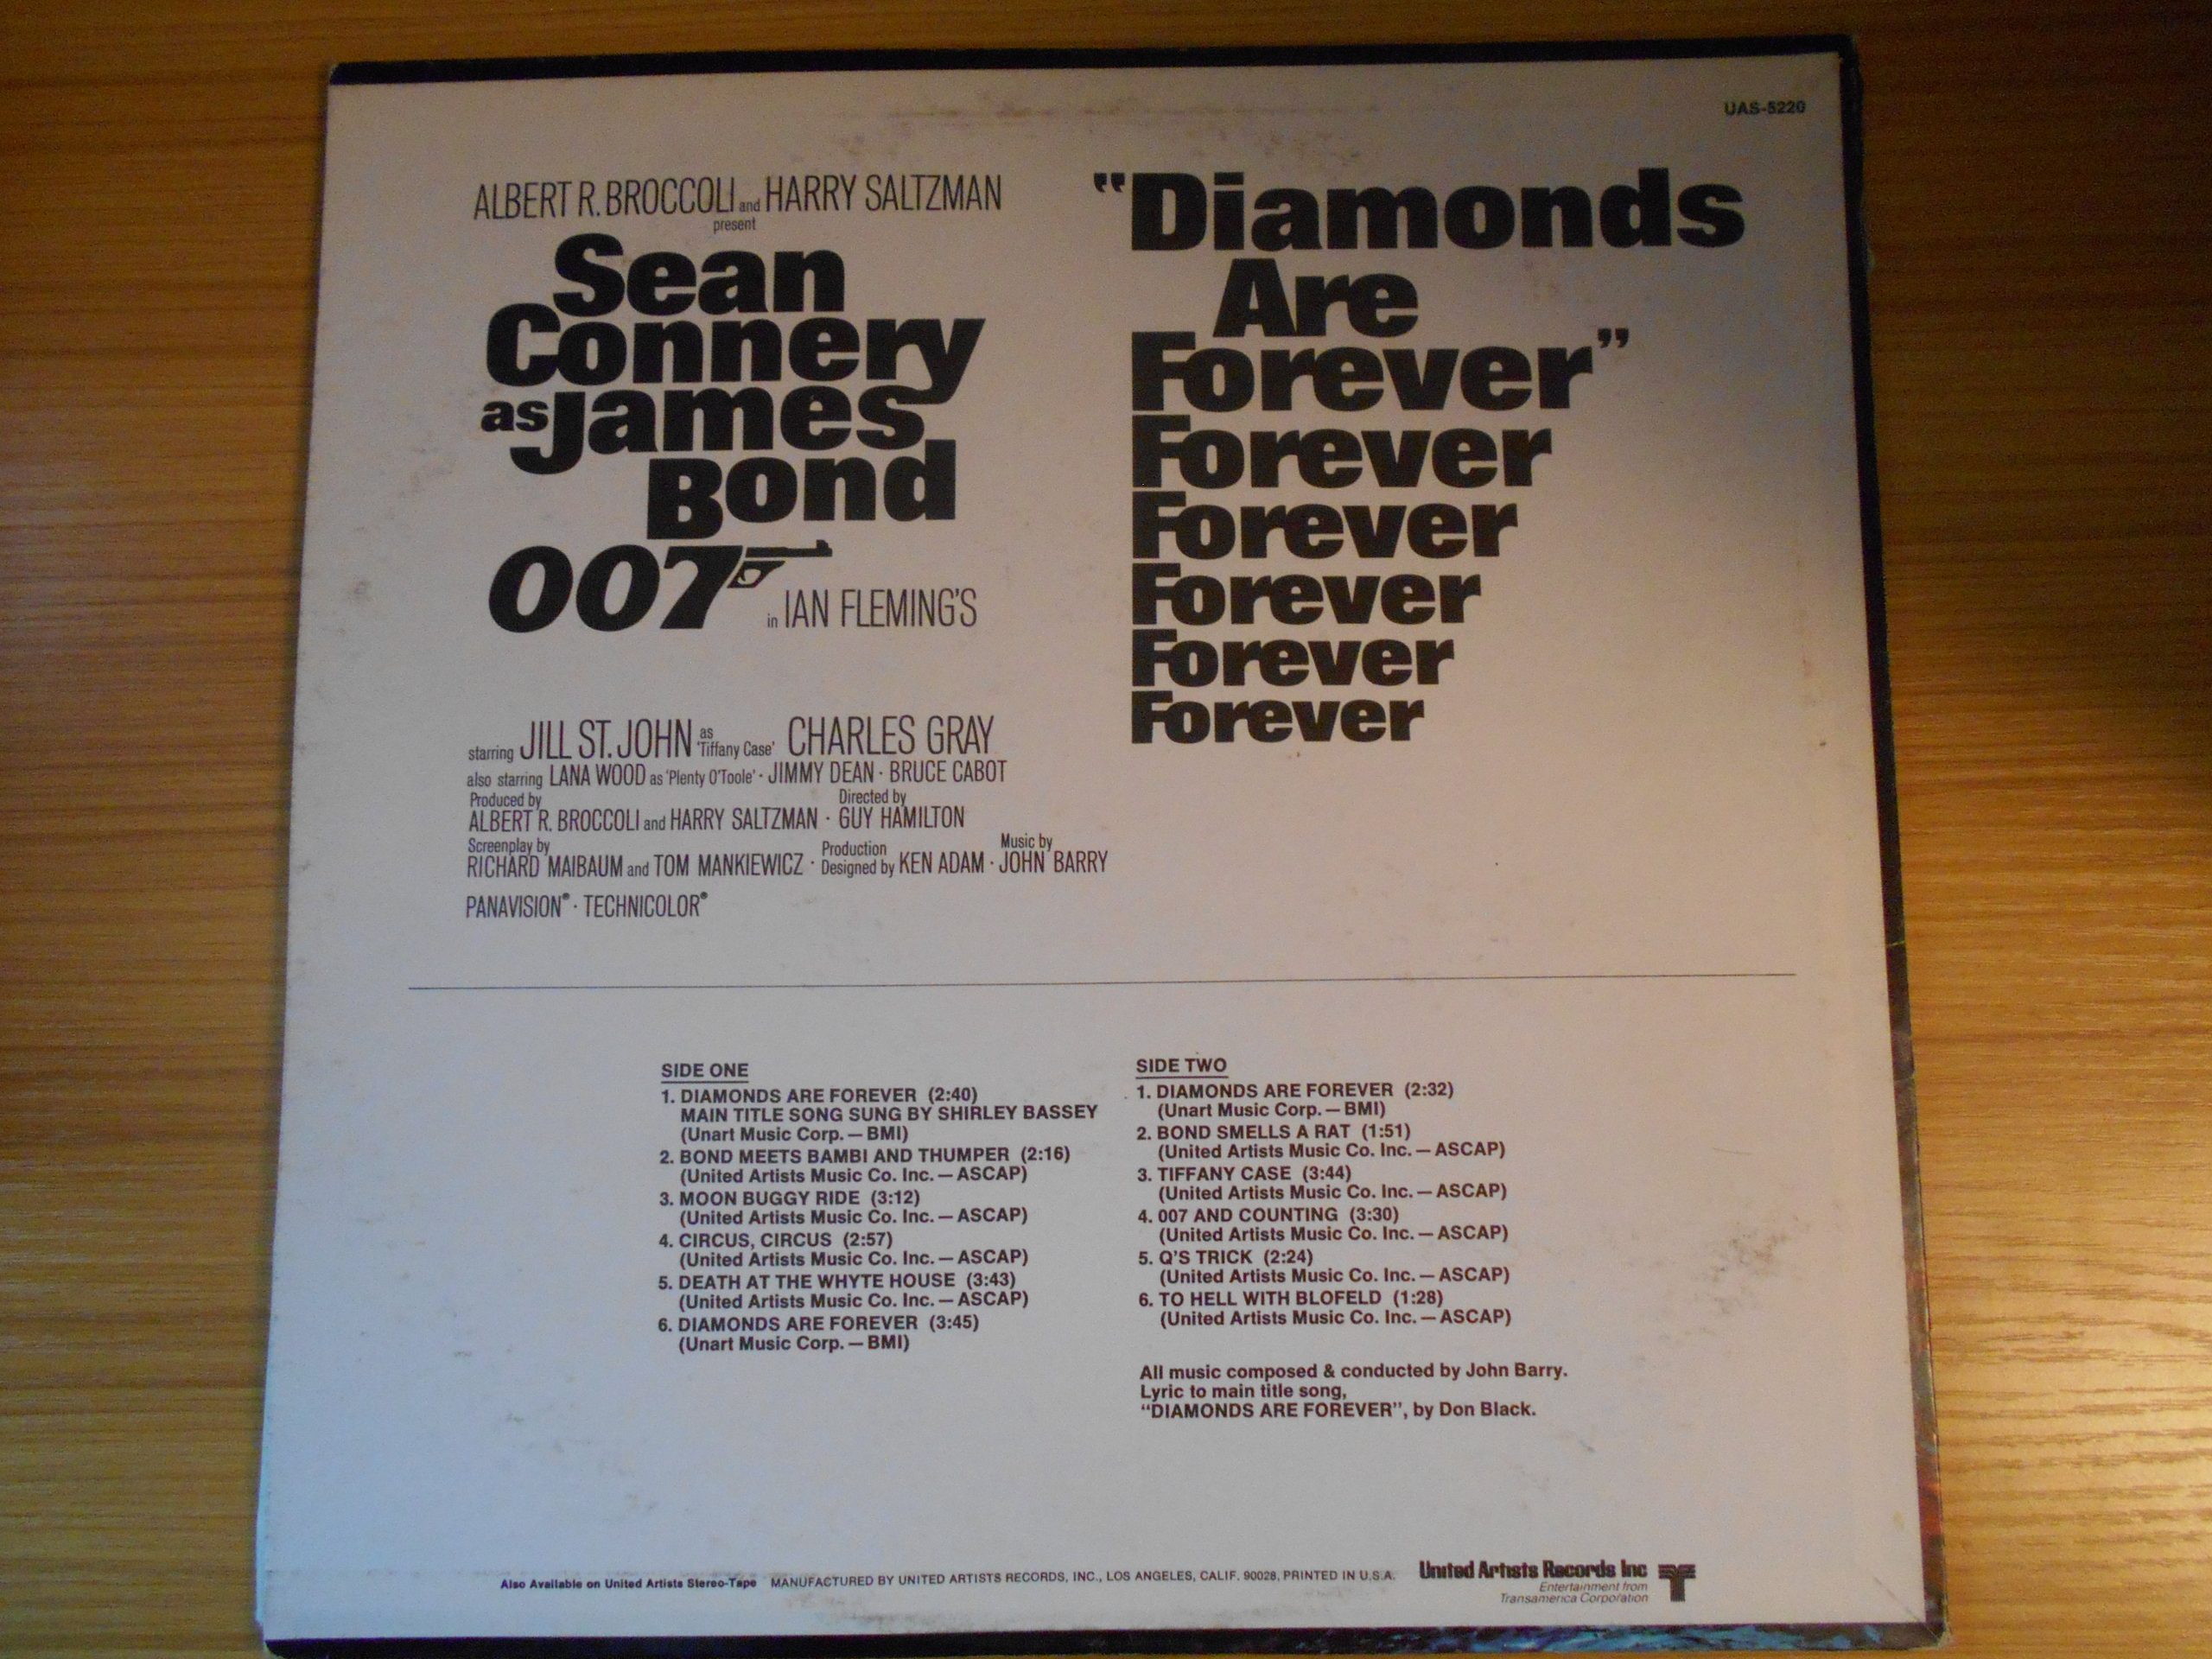 UAS-5220
ALBERT R. BROCCOLI and HARRY SALTZMAN
present
Sean
Connery
as James
Bond
007
in IAN FLEMING'S
"Diamonds
Are
Forever"
Forever
Forever
Forever
Forever
Forever
starring JILL ST. JOHN as 'Tiffany Case' CHARLES GRAY
also starring LANA WOOD as 'Plenty O'Toole' · JIMMY DEAN · BRUCE CABOT
Produced by ALBERT R. BROCCOLI and HARRY SALTZMAN · Directed by GUY HAMILTON
Screenplay by RICHARD MAIBAUM and TOM MANKIEWICZ · Production Designed by KEN ADAM · Music by JOHN BARRY
PANAVISION® · TECHNICOLOR®
SIDE ONE
1. DIAMONDS ARE FOREVER (2:40)
MAIN TITLE SONG SUNG BY SHIRLEY BASSEY
(Unart Music Corp. — BMI)
2. BOND MEETS BAMBI AND THUMPER (2:16)
(United Artists Music Co. Inc. — ASCAP)
3. MOON BUGGY RIDE (3:12)
(United Artists Music Co. Inc. — ASCAP)
4. CIRCUS, CIRCUS (2:57)
(United Artists Music Co. Inc. — ASCAP)
5. DEATH AT THE WHYTE HOUSE (3:43)
(United Artists Music Co. Inc. — ASCAP)
6. DIAMONDS ARE FOREVER (3:45)
(Unart Music Corp. — BMI)
SIDE TWO
1. DIAMONDS ARE FOREVER (2:32)
(Unart Music Corp. — BMI)
2. BOND SMELLS A RAT (1:51)
(United Artists Music Co. Inc. — ASCAP)
3. TIFFANY CASE (3:44)
(United Artists Music Co. Inc. — ASCAP)
4. 007 AND COUNTING (3:30)
(United Artists Music Co. Inc. — ASCAP)
5. Q'S TRICK (2:24)
(United Artists Music Co. Inc. — ASCAP)
6. TO HELL WITH BLOFELD (1:28)
(United Artists Music Co. Inc. — ASCAP)
All music composed & conducted by John Barry.
Lyric to main title song,
"DIAMONDS ARE FOREVER", by Don Black.
Also Available on United Artists Stereo-Tape MANUFACTURED BY UNITED ARTISTS RECORDS, INC., LOS ANGELES, CALIF. 90028, PRINTED IN U.S.A.
United Artists Records Inc
Entertainment from
Transamerica Corporation